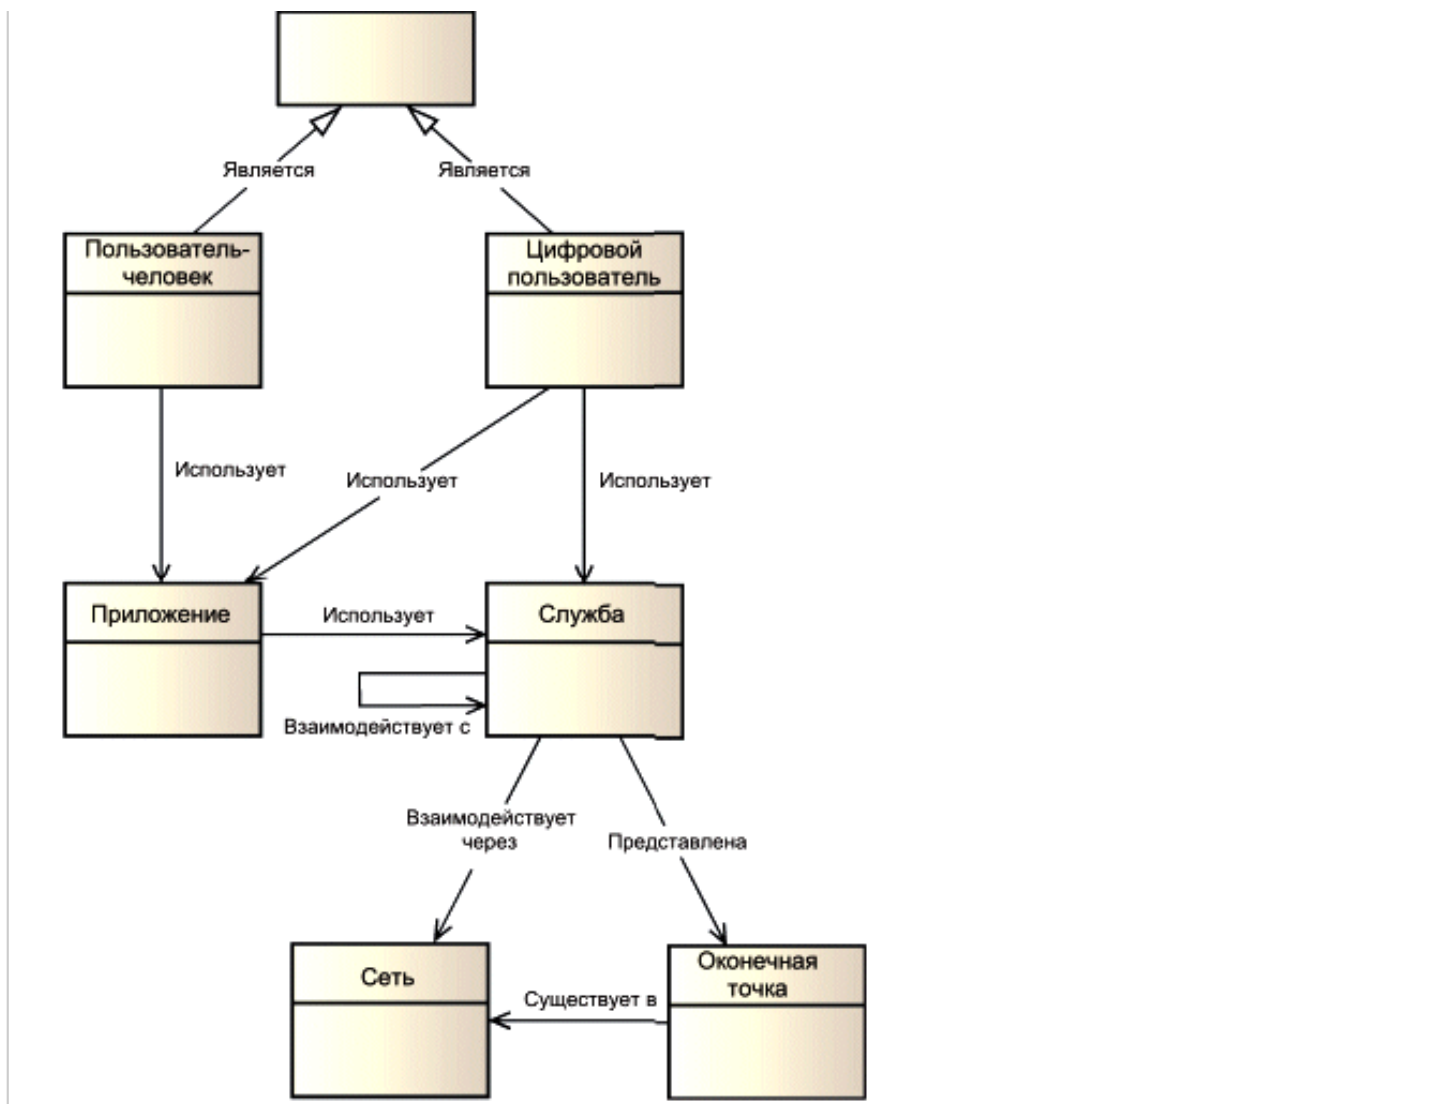 Является
Является
Пользователь-
человек
Цифровой
пользователь
Использует
Использует
Использует
Приложение
Использует
Служба
Взаимодействует с
Взаимодействует
через
Представлена
Сеть
Существует в
Оконечная
точка